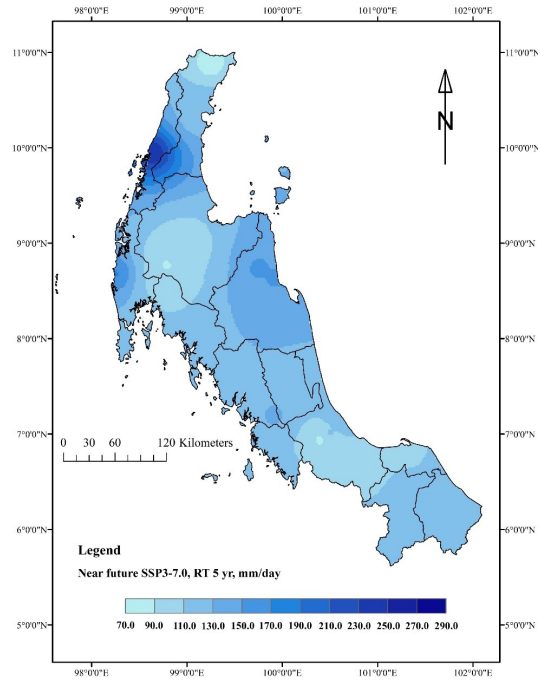 98°0'0"E 99°0'0"E 100°0'0"E 101°0'0"E 102°0'0"E
11°0'0"N 11°0'0"N
N
10°0'0"N 10°0'0"N
9°0'0"N 9°0'0"N
8°0'0"N 8°0'0"N
7°0'0"N 7°0'0"N
0 30 60 120 Kilometers
6°0'0"N 6°0'0"N
Legend
Near future SSP3-7.0, RT 5 yr, mm/day
70.0 90.0 110.0 130.0 150.0 170.0 190.0 210.0 230.0 250.0 270.0 290.0
5°0'0"N 5°0'0"N
98°0'0"E 99°0'0"E 100°0'0"E 101°0'0"E 102°0'0"E